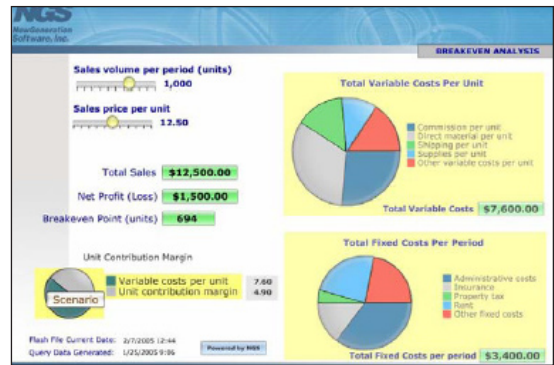 NGS
NewGeneration
Software, Inc.
BREAKEVEN ANALYSIS
Sales volume per period (units)
1,000
Sales price per unit
12.50
Total Sales $12,500.00
Net Profit (Loss) $1,500.00
Breakeven Point (units) 694
Unit Contribution Margin
Variable costs per unit 7.60
Unit contribution margin 4.90
Scenario
Flash File Current Date: 2/7/2005 12:44
Query Data Generated: 1/25/2005 9:06
Powered by NGS
Total Variable Costs Per Unit
Commission per unit
Direct material per unit
Shipping per unit
Supplies per unit
Other variable costs per unit
Total Variable Costs $7,600.00
Total Fixed Costs Per Period
Administrative costs
Insurance
Property tax
Rent
Other fixed costs
Total Fixed Costs per period $3,400.00